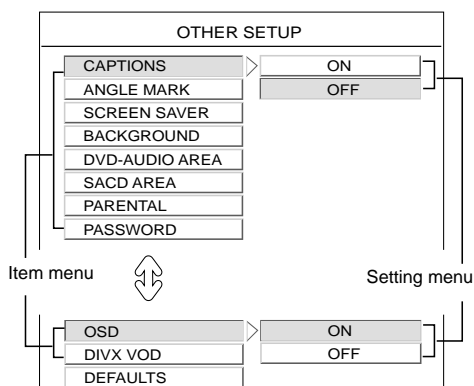 OTHER SETUP
CAPTIONS ON
ANGLE MARK OFF
SCREEN SAVER
BACKGROUND
DVD-AUDIO AREA
SACD AREA
PARENTAL
PASSWORD
Item menu Setting menu
OSD ON
DIVX VOD OFF
DEFAULTS